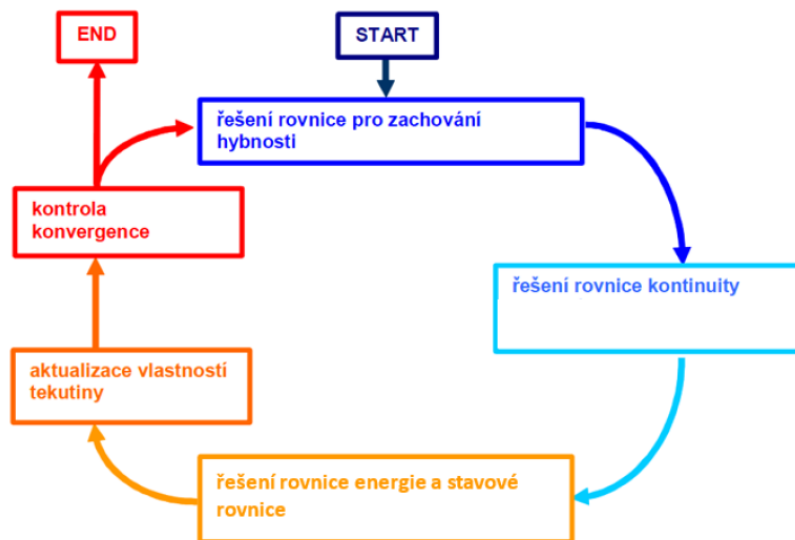 END
START
řešení rovnice pro zachování
hybnosti
kontrola
konvergence
řešení rovnice kontinuity
aktualizace vlastností
tekutiny
řešení rovnice energie a stavové
rovnice